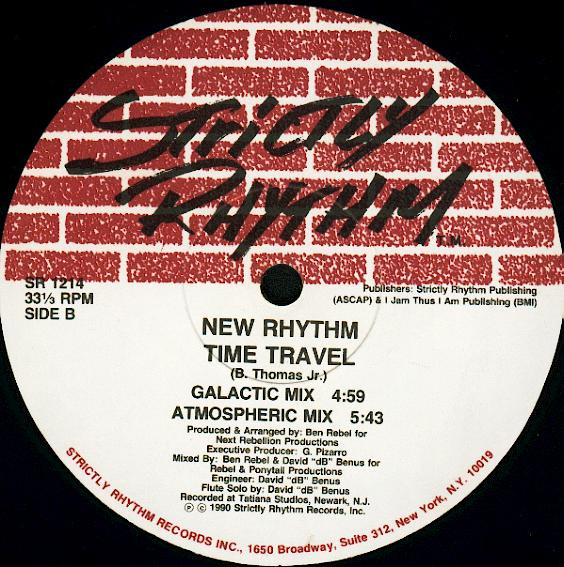 STRICTLY
RHYTHM
T.M.
SR 1214
33⅓ RPM
SIDE B
Publishers: Strictly Rhythm Publishing
(ASCAP) & I Jam Thus I Am Publishing (BMI)
NEW RHYTHM
TIME TRAVEL
(B. Thomas Jr.)
GALACTIC MIX 4:59
ATMOSPHERIC MIX 5:43
Produced & Arranged by: Ben Rebel for
Next Rebellion Productions
Executive Producer: G. Pizarro
Mixed By: Ben Rebel & David "dB" Benus for
Rebel & Ponytail Productions
Engineer: David "dB" Benus
Flute Solo by: David "dB" Benus
Recorded at Tatiana Studios, Newark, N.J.
℗ © 1990 Strictly Rhythm Records, Inc.
STRICTLY RHYTHM RECORDS INC., 1650 Broadway, Suite 312, New York, N.Y. 10019